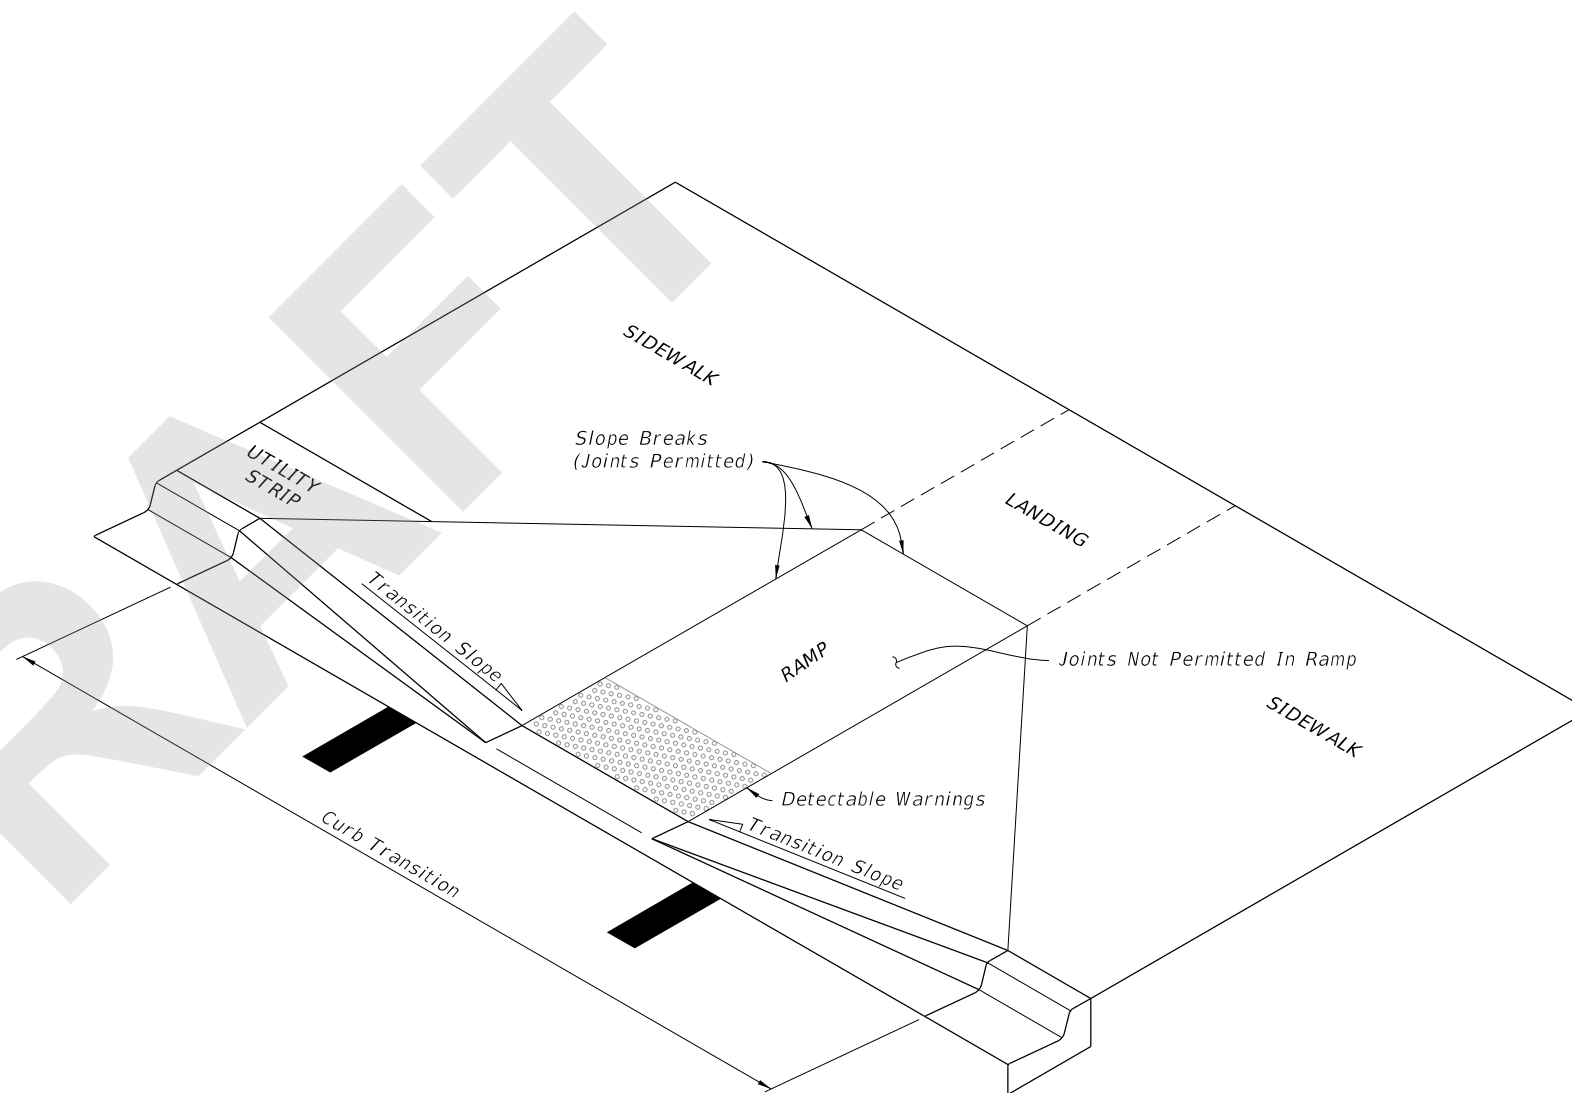 SIDEWALK
Slope Breaks
(Joints Permitted)
UTILITY
STRIP
LANDING
Transition Slope
RAMP
Joints Not Permitted In Ramp
SIDEWALK
Detectable Warnings
Transition Slope
Curb Transition
RAFT